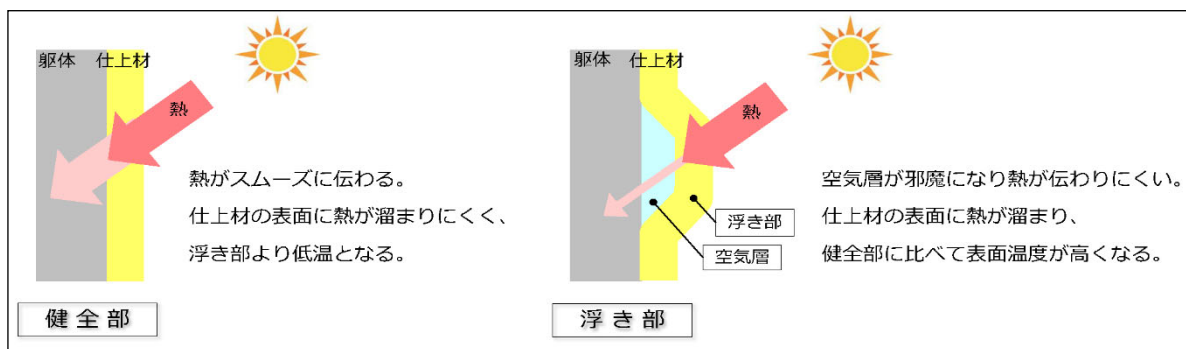 躯体 仕上材
熱
熱がスムーズに伝わる。
仕上材の表面に熱が溜まりにくく、
浮き部より低温となる。
健全部
躯体 仕上材
熱
浮き部
空気層
空気層が邪魔になり熱が伝わりにくい。
仕上材の表面に熱が溜まり、
健全部に比べて表面温度が高くなる。
浮き部